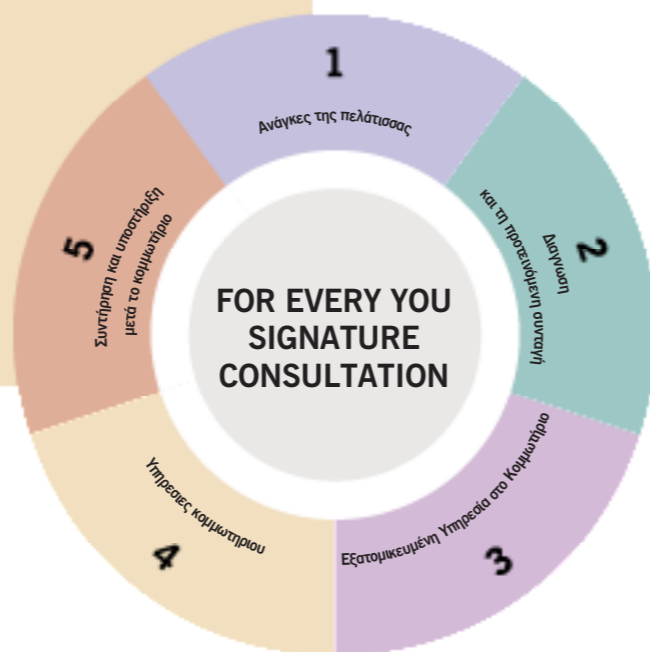 1
Ανάγκες της πελάτισσας
2
Διαγνωση
και τη προτεινόμενη συνταγή
3
Εξατομικευμένη Υπηρεσία στο Κομμωτήριο
4
Υπηρεσιες κομμωτηριου
5
Συντήρηση και υποστήριξη
μετά το κομμωτήριο
FOR EVERY YOU
SIGNATURE
CONSULTATION